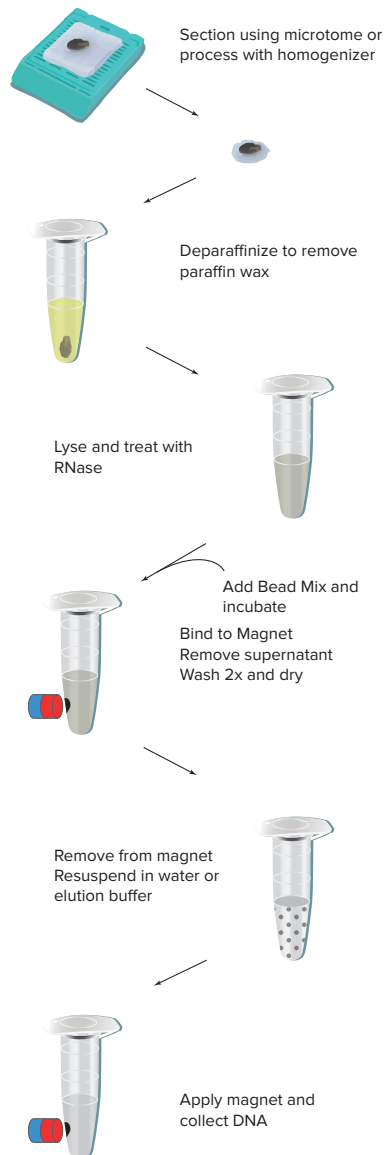 Section using microtome or
process with homogenizer
Deparaffinize to remove
paraffin wax
Lyse and treat with
RNase
Add Bead Mix and
incubate
Bind to Magnet
Remove supernatant
Wash 2x and dry
Remove from magnet
Resuspend in water or
elution buffer
Apply magnet and
collect DNA